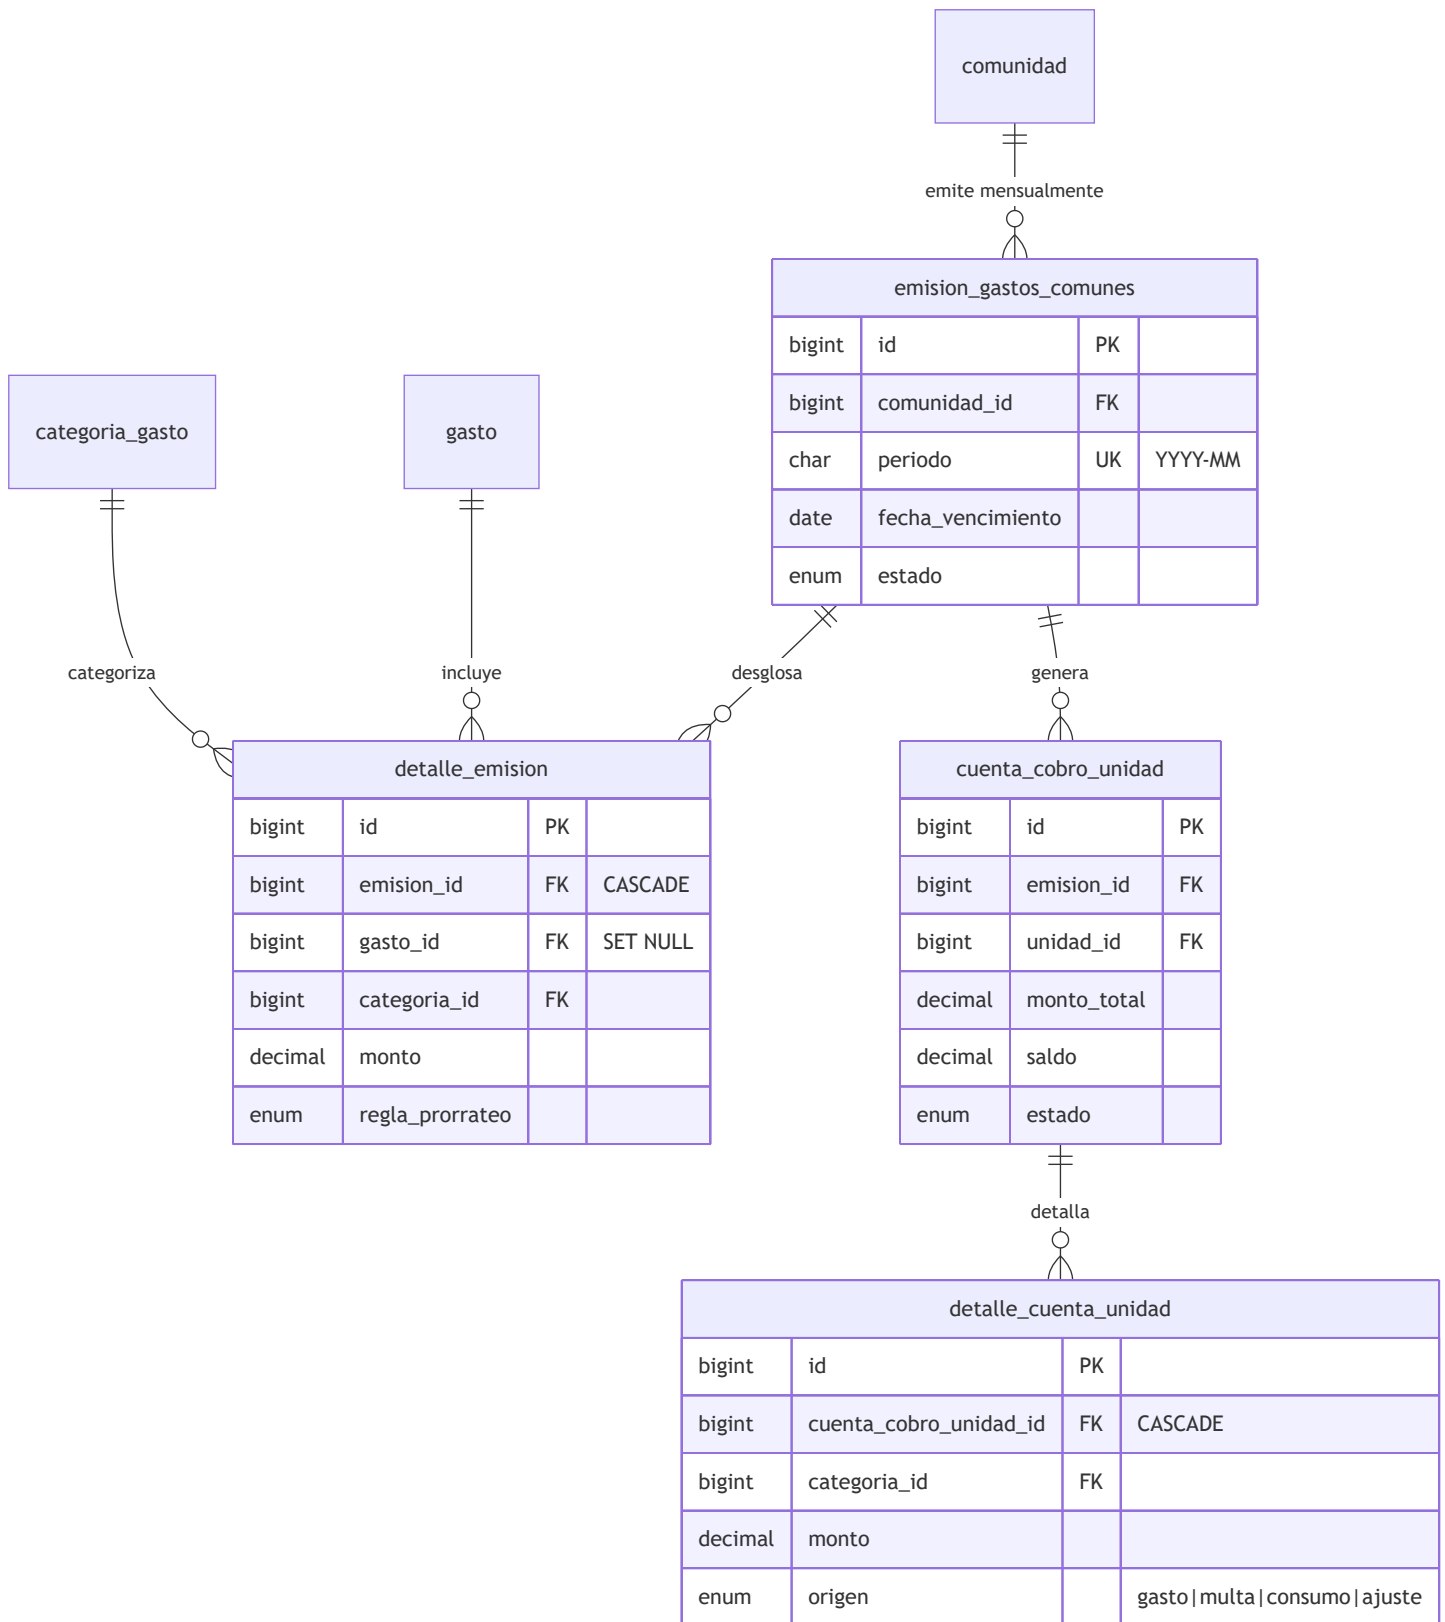 comunidad
emite mensualmente
emision_gastos_comunes
bigint id PK
bigint comunidad_id FK
char periodo UK YYYY-MM
date fecha_vencimiento
enum estado
categoria_gasto
gasto
categoriza
incluye
desglosa
genera
detalle_emision
bigint id PK
bigint emision_id FK CASCADE
bigint gasto_id FK SET NULL
bigint categoria_id FK
decimal monto
enum regla_prorrateo
cuenta_cobro_unidad
bigint id PK
bigint emision_id FK
bigint unidad_id FK
decimal monto_total
decimal saldo
enum estado
detalla
detalle_cuenta_unidad
bigint id PK
bigint cuenta_cobro_unidad_id FK CASCADE
bigint categoria_id FK
decimal monto
enum origen gasto|multa|consumo|ajuste